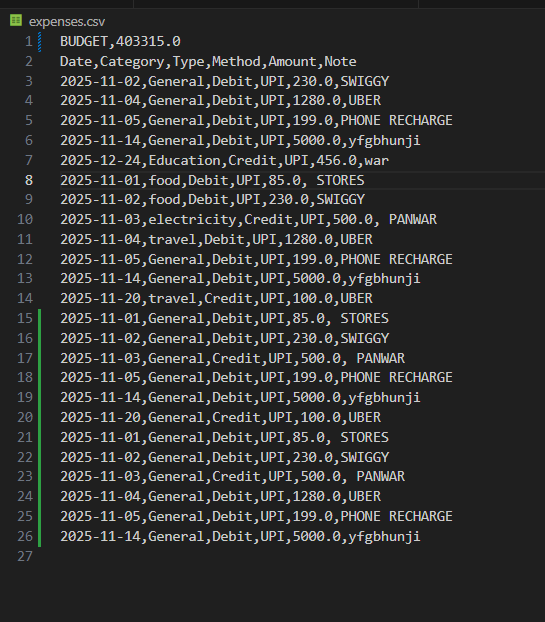 expenses.csv
1 BUDGET,403315.0
2 Date,Category,Type,Method,Amount,Note
3 2025-11-02,General,Debit,UPI,230.0,SWIGGY
4 2025-11-04,General,Debit,UPI,1280.0,UBER
5 2025-11-05,General,Debit,UPI,199.0,PHONE RECHARGE
6 2025-11-14,General,Debit,UPI,5000.0,yfgbhunji
7 2025-12-24,Education,Credit,UPI,456.0,war
8 2025-11-01,food,Debit,UPI,85.0, STORES
9 2025-11-02,food,Debit,UPI,230.0,SWIGGY
10 2025-11-03,electricity,Credit,UPI,500.0, PANWAR
11 2025-11-04,travel,Debit,UPI,1280.0,UBER
12 2025-11-05,General,Debit,UPI,199.0,PHONE RECHARGE
13 2025-11-14,General,Debit,UPI,5000.0,yfgbhunji
14 2025-11-20,travel,Credit,UPI,100.0,UBER
15 2025-11-01,General,Debit,UPI,85.0, STORES
16 2025-11-02,General,Debit,UPI,230.0,SWIGGY
17 2025-11-03,General,Credit,UPI,500.0, PANWAR
18 2025-11-05,General,Debit,UPI,199.0,PHONE RECHARGE
19 2025-11-14,General,Debit,UPI,5000.0,yfgbhunji
20 2025-11-20,General,Credit,UPI,100.0,UBER
21 2025-11-01,General,Debit,UPI,85.0, STORES
22 2025-11-02,General,Debit,UPI,230.0,SWIGGY
23 2025-11-03,General,Credit,UPI,500.0, PANWAR
24 2025-11-04,General,Debit,UPI,1280.0,UBER
25 2025-11-05,General,Debit,UPI,199.0,PHONE RECHARGE
26 2025-11-14,General,Debit,UPI,5000.0,yfgbhunji
27